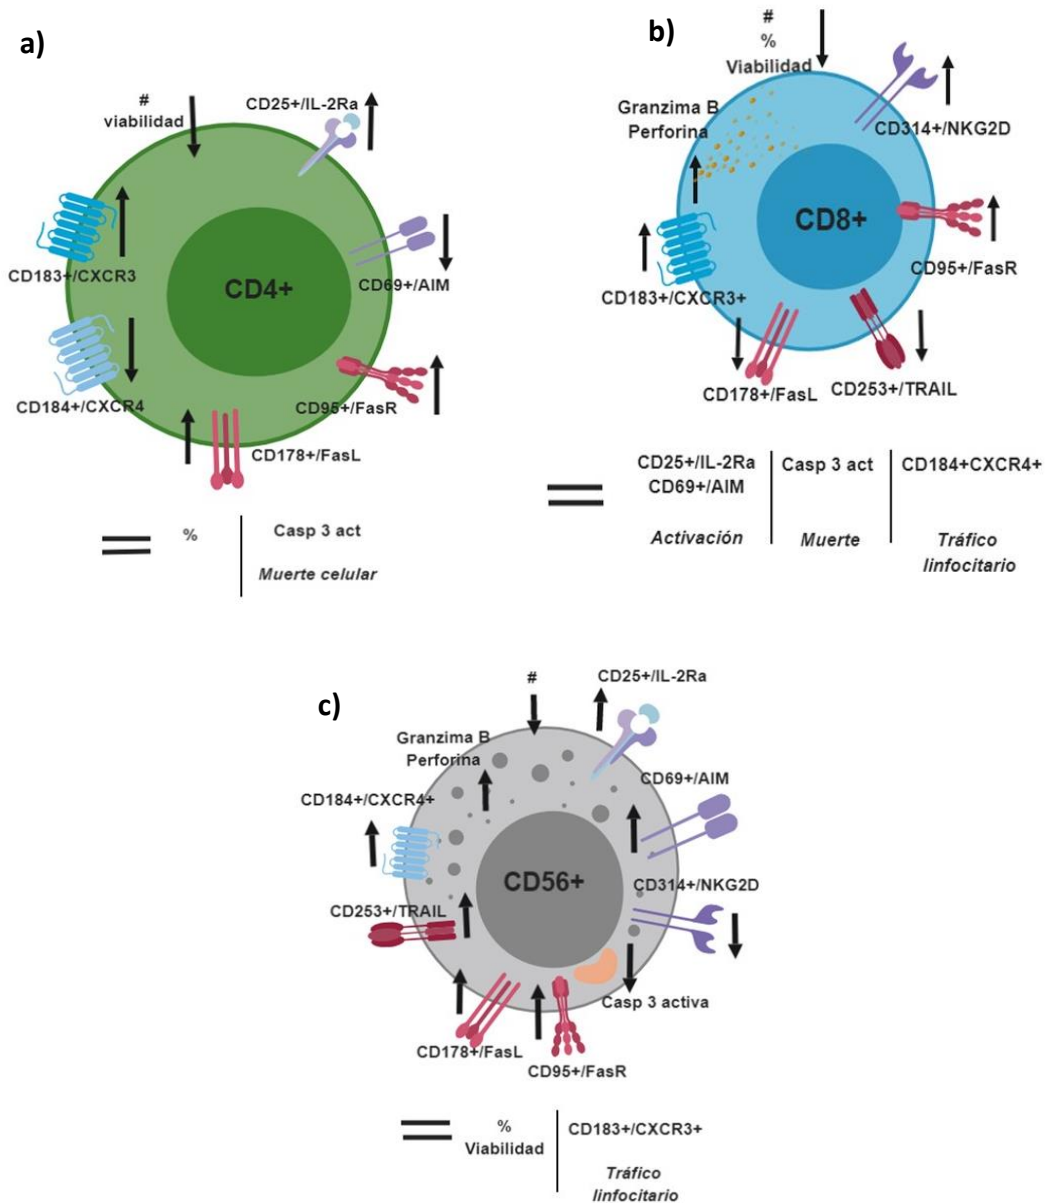 a)
#
viabilidad
CD25+/IL-2Ra
CD183+/CXCR3
CD4+
CD69+/AIM
CD184+/CXCR4
CD95+/FasR
CD178+/FasL
%
Casp 3 act
Muerte celular
b)
#
%
Viabilidad
Granzima B
Perforina
CD314+/NKG2D
CD8+
CD95+/FasR
CD183+/CXCR3+
CD178+/FasL
CD253+/TRAIL
CD25+/IL-2Ra
CD69+/AIM
Activación
Casp 3 act
Muerte
CD184+CXCR4+
Tráfico
linfocitario
c)
#
CD25+/IL-2Ra
Granzima B
Perforina
CD69+/AIM
CD184+/CXCR4+
CD56+
CD314+/NKG2D
CD253+/TRAIL
Casp 3 activa
CD178+/FasL
CD95+/FasR
%
Viabilidad
CD183+/CXCR3+
Tráfico
linfocitario